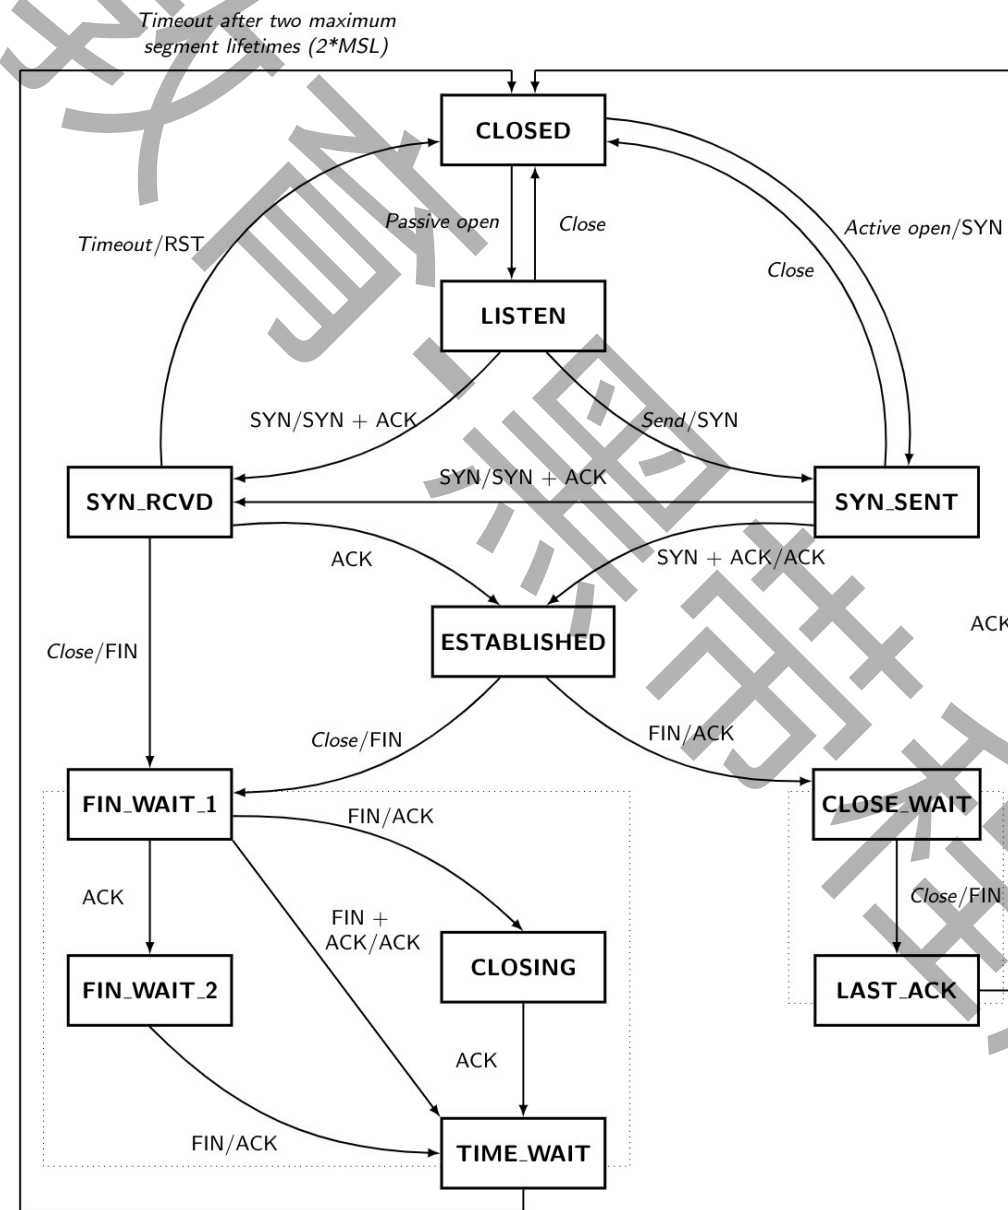 Timeout after two maximum
segment lifetimes (2*MSL)
CLOSED
Passive open
Close
Timeout/RST
Active open/SYN
Close
LISTEN
SYN/SYN + ACK
Send/SYN
SYN/SYN + ACK
SYN_RCVD
SYN_SENT
ACK
SYN + ACK/ACK
ACK
ESTABLISHED
Close/FIN
Close/FIN
FIN/ACK
FIN_WAIT_1
CLOSE_WAIT
FIN/ACK
ACK
FIN +
ACK/ACK
Close/FIN
CLOSING
FIN_WAIT_2
LAST_ACK
ACK
FIN/ACK
TIME_WAIT